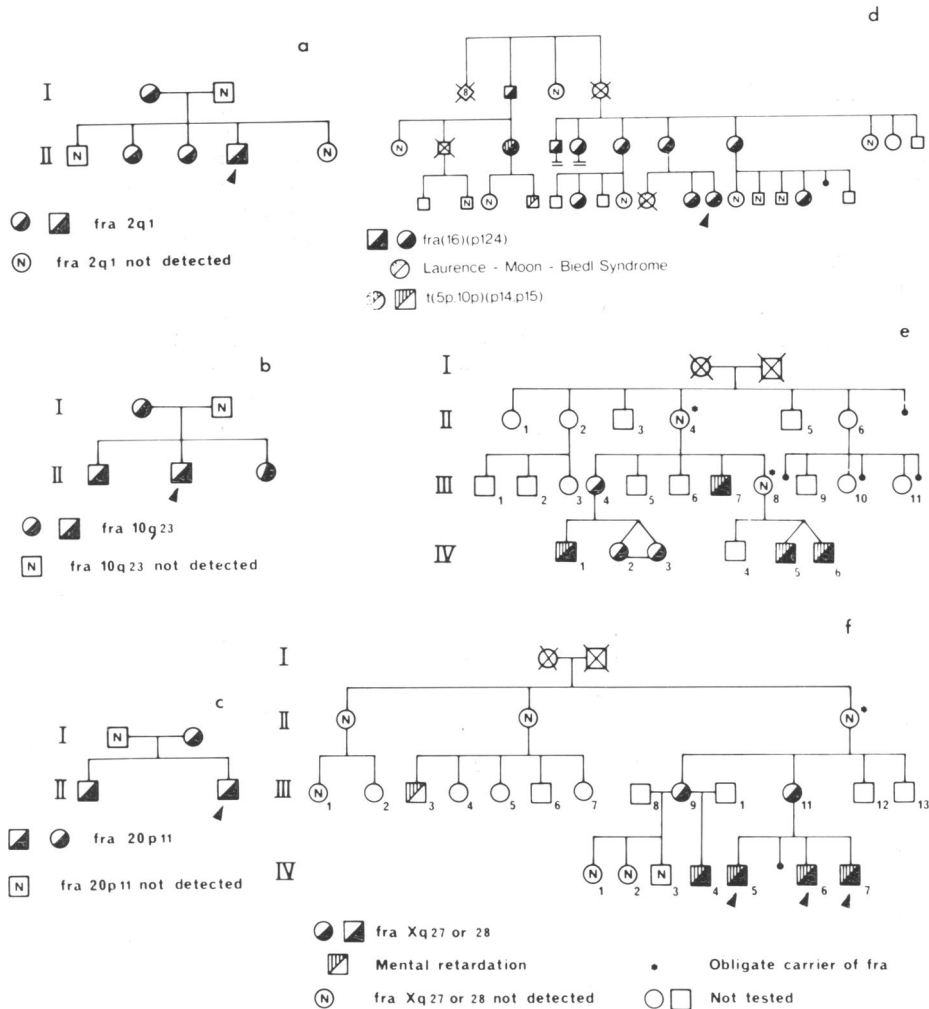 a
I
N
II
N
N
fra 2q1
N fra 2q1 not detected
b
I
N
II
fra 10q23
N fra 10q23 not detected
c
I
N
II
fra 20p11
N fra 20p11 not detected
d
8 N
N N
N N N N N N
fra(16)(p124)
Laurence - Moon - Biedl Syndrome
t(5p.10p)(p14.p15)
e
I
II
1 2 3 N 4 * 5 6
III
1 2 3 4 5 6 7 N 8 * 9 10 11
IV
1 2 3 4 5 6
f
I
II
N N N *
III
N 1 2 3 4 5 6 7 8 9 1 11 12 13
IV
N 1 N 2 N 3 4 5 6 7
fra Xq27 or 28
Mental retardation
* Obligate carrier of fra
N fra Xq27 or 28 not detected
Not tested